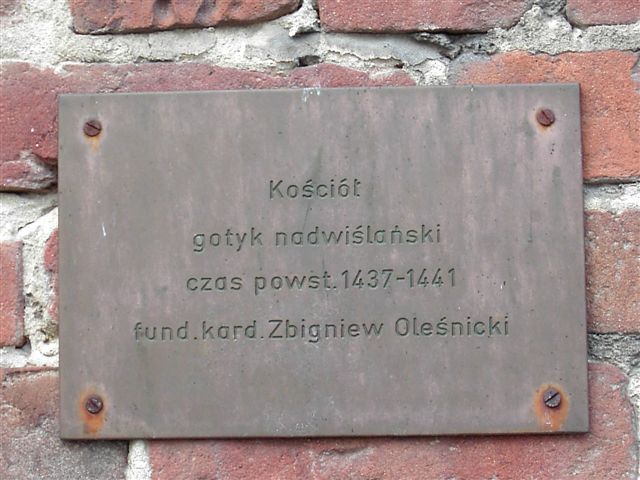 Kościół
gotyk nadwiślański
czas powst.1437-1441
fund.kard.Zbigniew Oleśnicki